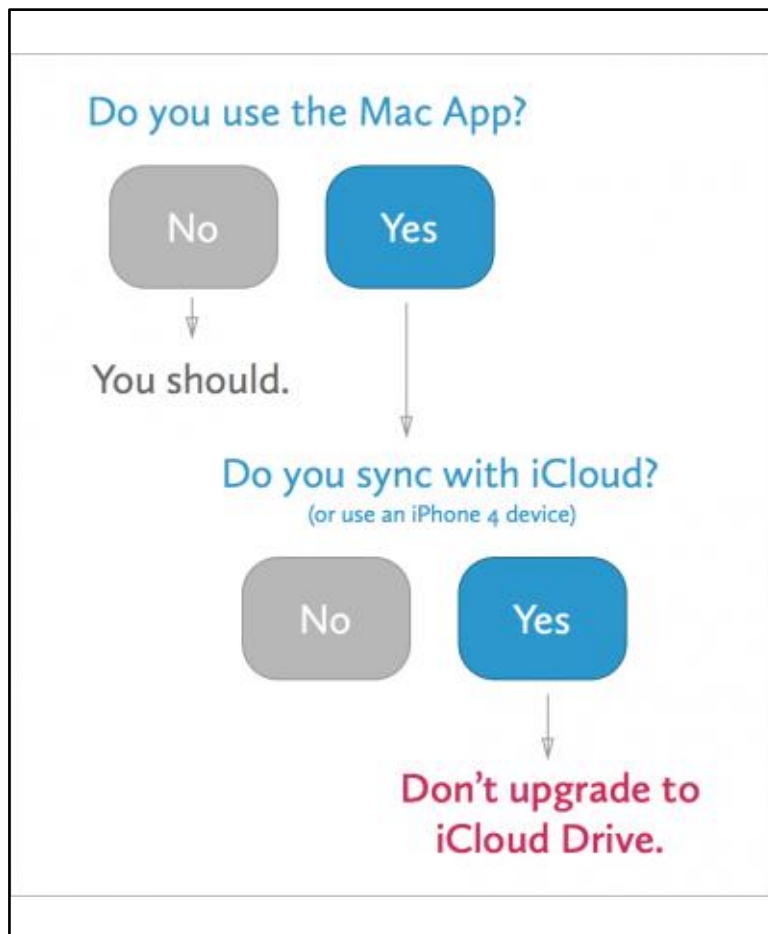 Do you use the Mac App?
No
Yes
You should.
Do you sync with iCloud?
(or use an iPhone 4 device)
No
Yes
Don't upgrade to
iCloud Drive.